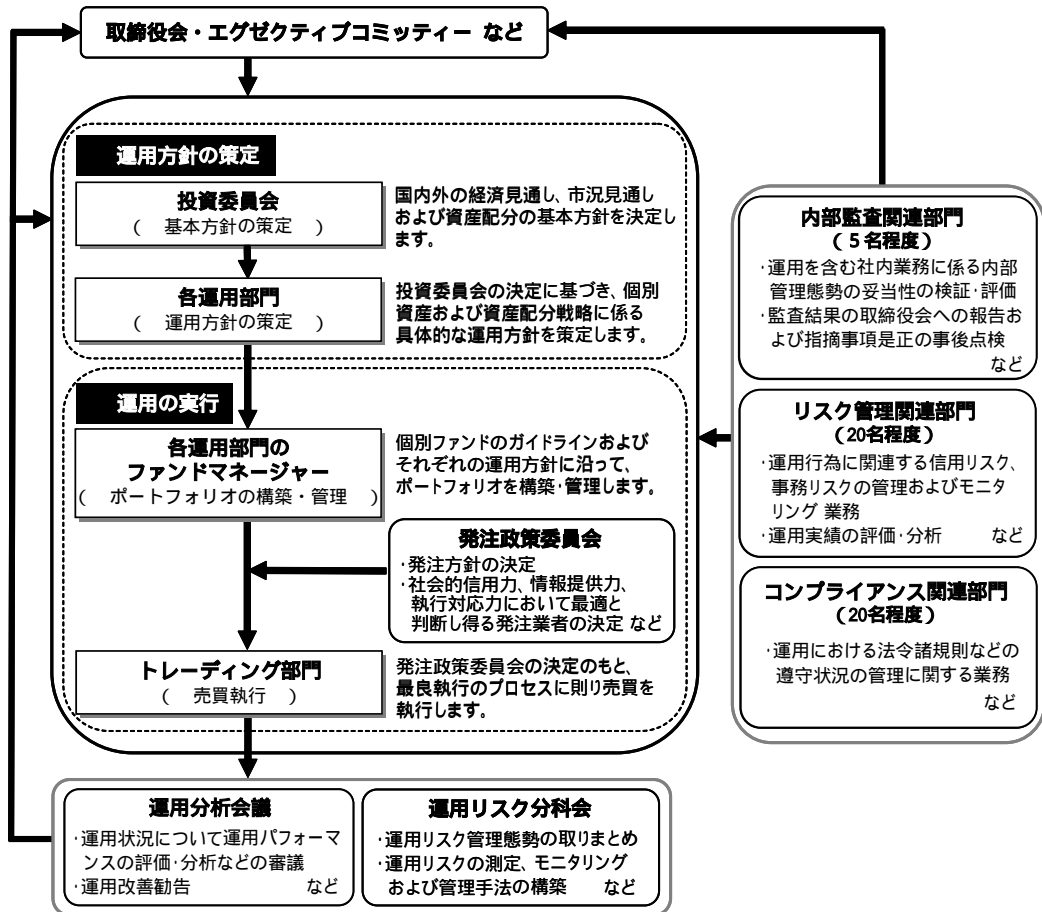 取締役会・エグゼクティブコミッティー など
運用方針の策定
投資委員会
( 基本方針の策定 )
国内外の経済見通し、市況見通し
および資産配分の基本方針を決定し
ます。
各運用部門
( 運用方針の策定 )
投資委員会の決定に基づき、個別
資産および資産配分戦略に係る
具体的な運用方針を策定します。
運用の実行
各運用部門の
ファンドマネージャー
( ポートフォリオの構築・管理 )
個別ファンドのガイドラインおよび
それぞれの運用方針に沿って、
ポートフォリオを構築・管理します。
発注政策委員会
・発注方針の決定
・社会的信用力、情報提供力、
執行対応力において最適と
判断し得る発注業者の決定 など
トレーディング部門
( 売買執行 )
発注政策委員会の決定のもと、
最良執行のプロセスに則り売買を
執行します。
運用分析会議
・運用状況について運用パフォーマ
ンスの評価・分析などの審議
・運用改善勧告 など
運用リスク分科会
・運用リスク管理態勢の取りまとめ
・運用リスクの測定、モニタリング
および管理手法の構築 など
内部監査関連部門
(5名程度)
・運用を含む社内業務に係る内部
管理態勢の妥当性の検証・評価
・監査結果の取締役会への報告お
よび指摘事項是正の事後点検
など
リスク管理関連部門
(20名程度)
・運用行為に関連する信用リスク、
事務リスクの管理およびモニタ
リング 業務
・運用実績の評価・分析 など
コンプライアンス関連部門
(20名程度)
・運用における法令諸規則などの
遵守状況の管理に関する業務
など